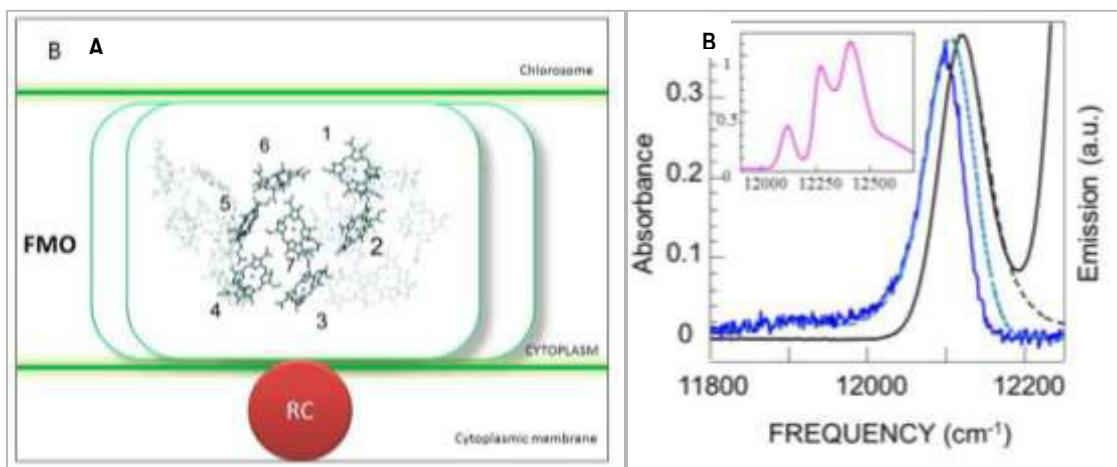 B A
Chlorosome
1
6
5
2
FMO
4
3
CYTOPLASM
RC
Cytoplasmic membrane
B
Absorbance
0.3
0.2
0.1
0
1
0.5
0
12000 12250 12500
11800 12000 12200
FREQUENCY (cm-1)
Emission (a.u.)